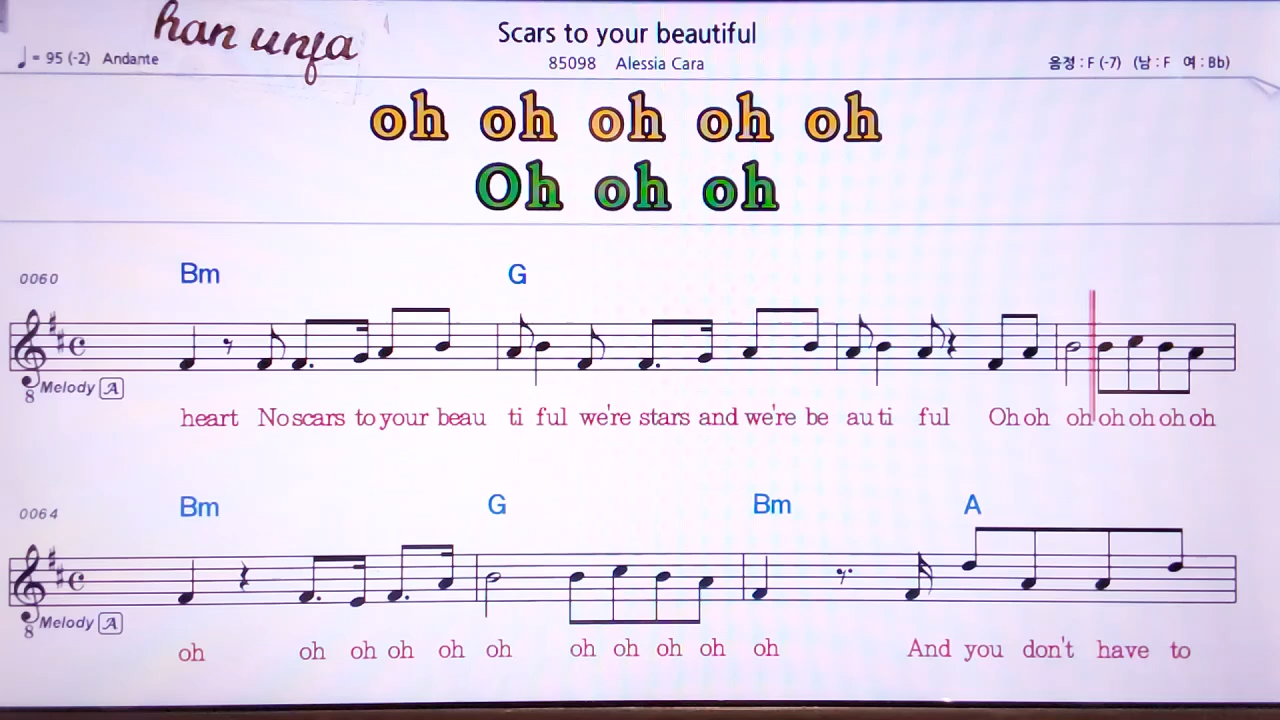 han unfa
Scars to your beautiful
♩ = 95 (-2) Andante
85098 Alessia Cara
음정 : F (-7) (남 : F 여 : Bb)
oh oh oh oh oh
Oh oh oh
0060 Bm G
Melody A
8
heart No scars to your beau ti ful we're stars and we're be au ti ful Oh oh oh oh oh oh oh
0064 Bm G Bm A
Melody A
8
oh oh oh oh oh oh oh oh oh oh oh And you don't have to